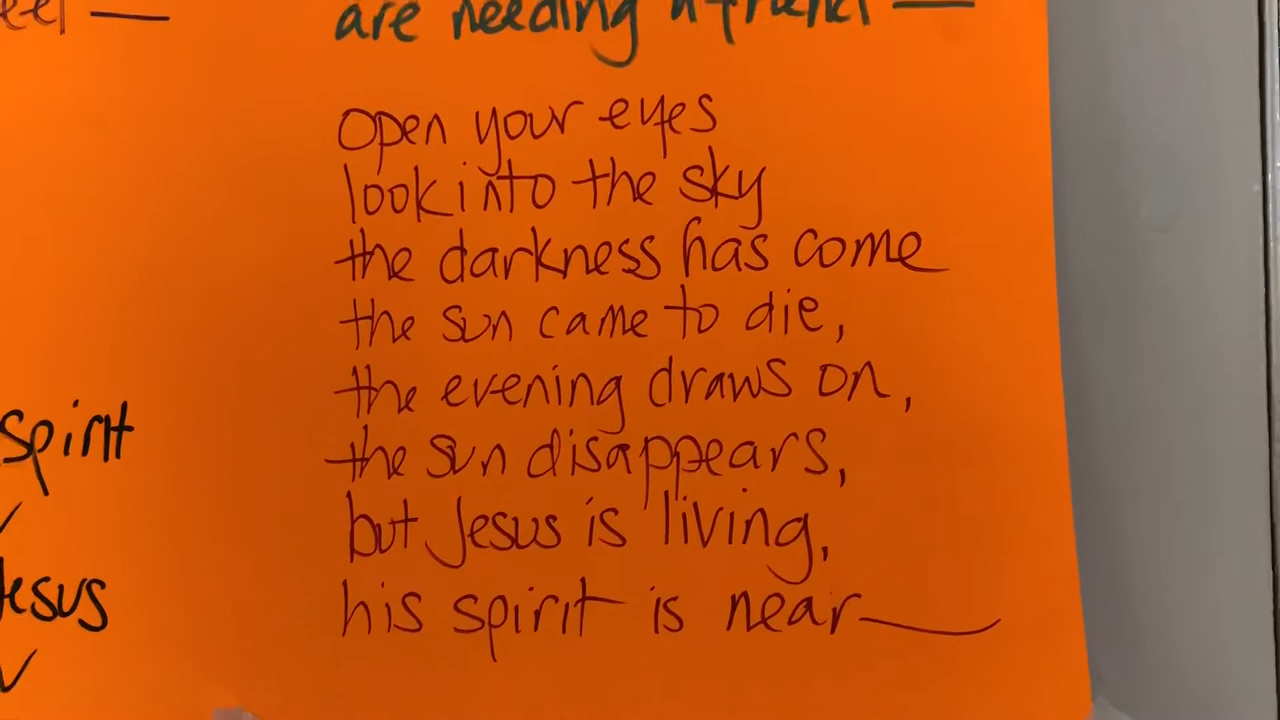 are needing a friend —
Open your eyes
look into the sky
the darkness has come
the sun came to die,
the evening draws on,
the sun disappears,
but Jesus is living,
his spirit is near
spirit
Jesus